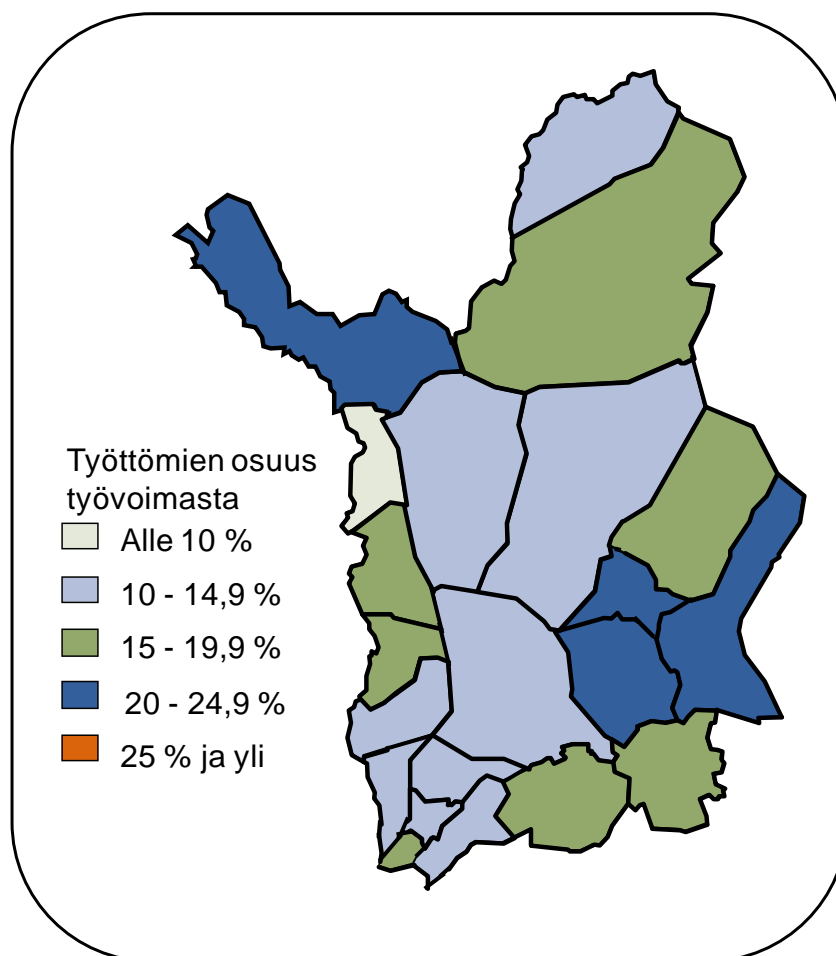 Työttömien osuus
työvoimasta
Alle 10 %
10 - 14,9 %
15 - 19,9 %
20 - 24,9 %
25 % ja yli